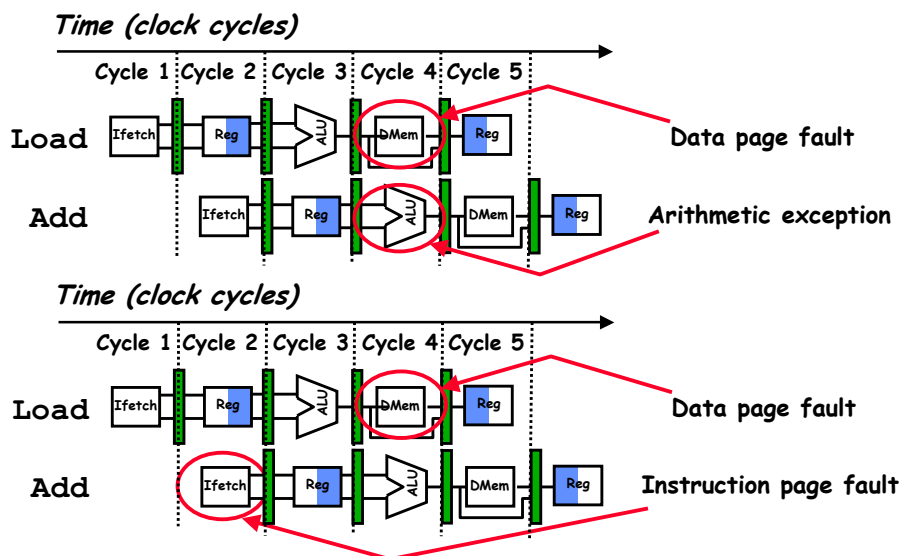 Time (clock cycles)
Cycle 1 Cycle 2 Cycle 3 Cycle 4 Cycle 5
Load Ifetch Reg ALU DMem Reg
Data page fault
Add Ifetch Reg ALU DMem Reg
Arithmetic exception
Time (clock cycles)
Cycle 1 Cycle 2 Cycle 3 Cycle 4 Cycle 5
Load Ifetch Reg ALU DMem Reg
Data page fault
Add Ifetch Reg ALU DMem Reg
Instruction page fault